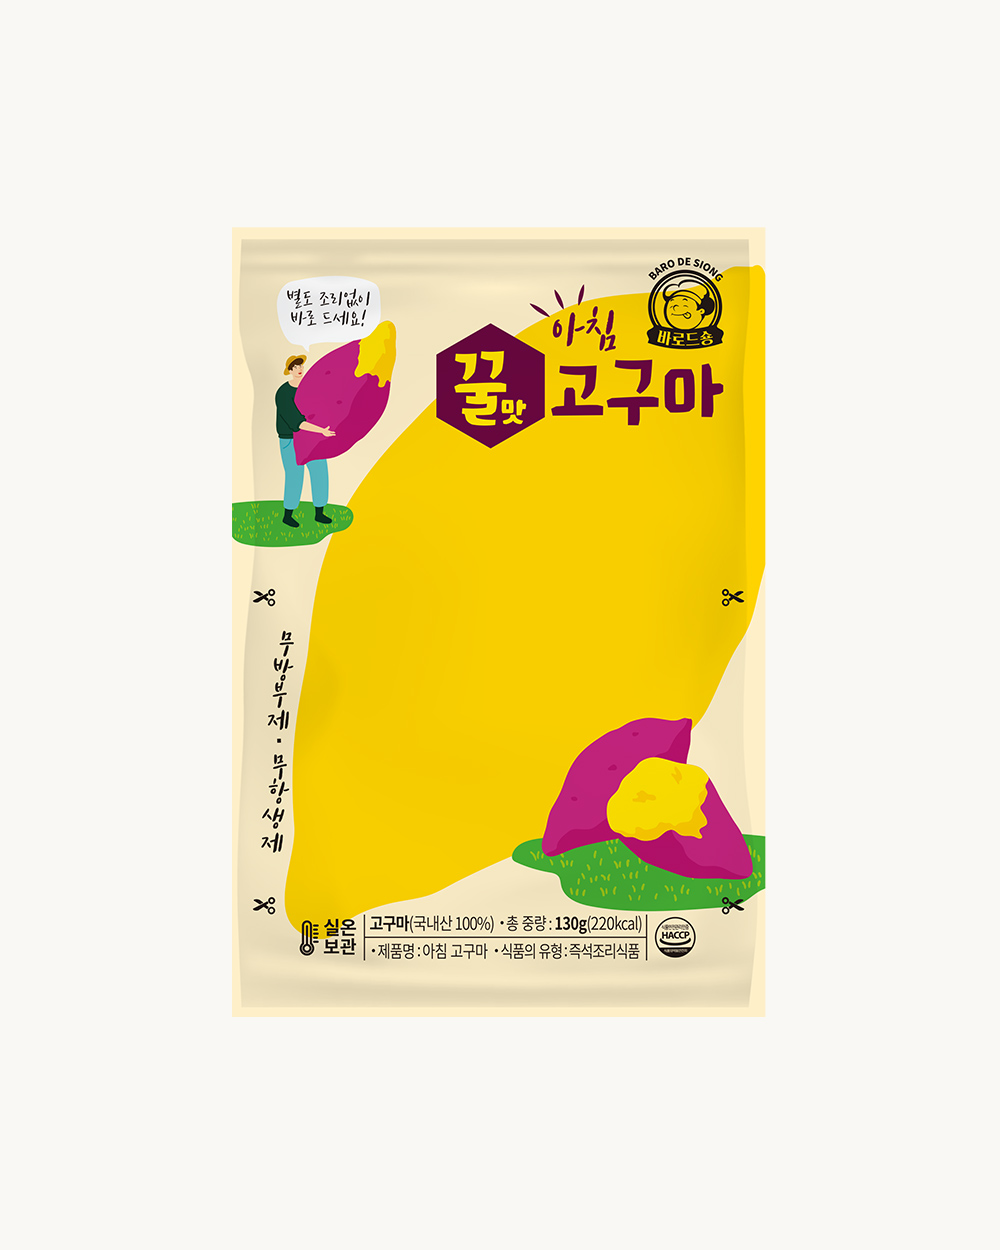 BARO DE SIONG
바로드숑
별도 조리없이
바로 드세요!
아침
꿀맛 고구마
무방부제·무항생제
실온
보관
고구마(국내산 100%) ·총 중량 : 130g(220kcal)
·제품명 : 아침 고구마 ·식품의 유형 : 즉석조리식품
HACCP